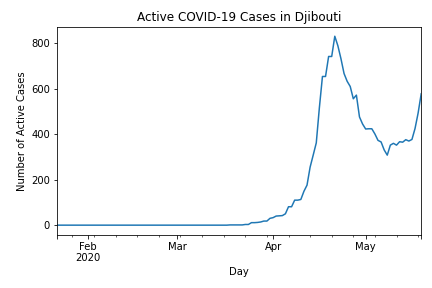 Active COVID-19 Cases in Djibouti
Number of Active Cases
800
600
400
200
0
Feb
2020
Mar
Apr
May
Day